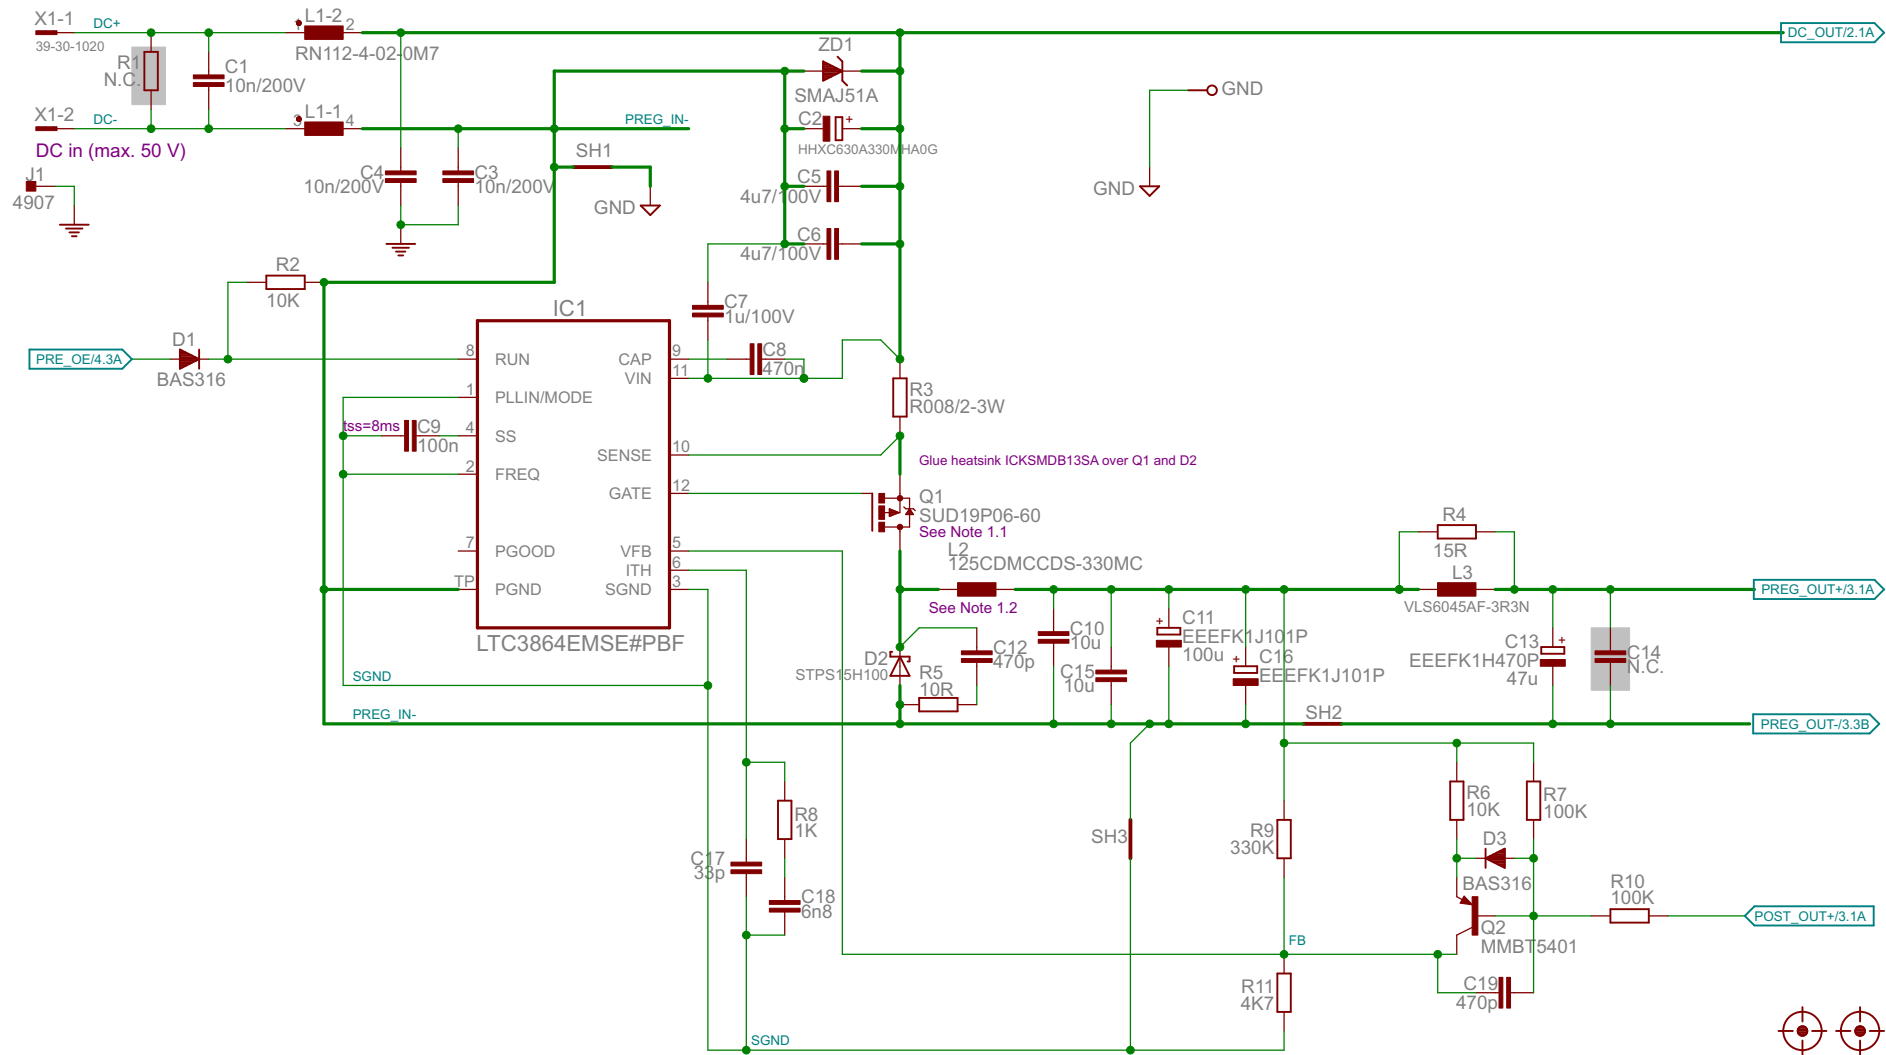 X1-1
DC+
39-30-1020
R1
N.C.
C1
10n/200V
X1-2
DC-
DC in (max. 50 V)
J1
4907
1
L1-2
2
RN112-4-02-0M7
3
L1-1
4
C4
10n/200V
C3
10n/200V
PREG_IN-
SH1
GND
ZD1
SMAJ51A
C2
+
HHXC630A330MHA0G
C5
4u7/100V
C6
4u7/100V
C7
1u/100V
C8
470n
GND
GND
DC_OUT/2.1A
R2
10K
PRE_OE/4.3A
D1
BAS316
IC1
8
RUN
1
PLLIN/MODE
4
SS
2
FREQ
7
PGOOD
TP
PGND
CAP
9
VIN
11
SENSE
10
GATE
12
VFB
5
ITH
6
SGND
3
LTC3864EMSE#PBF
tss=8ms
C9
100n
SGND
PREG_IN-
R3
R008/2-3W
Glue heatsink ICKSMDB13SA over Q1 and D2
Q1
SUD19P06-60
See Note 1.1
L2
125CDMCCDS-330MC
See Note 1.2
D2
STPS15H100
R5
10R
C12
470p
C10
10u
C15
10u
+
C11
EEEFK1J101P
100u
+
C16
EEEFK1J101P
R4
15R
L3
VLS6045AF-3R3N
C13
+
EEEFK1H470P
47u
C14
N.C.
PREG_OUT+/3.1A
SH2
PREG_OUT-/3.3B
R8
1K
C17
33p
C18
6n8
SH3
R9
330K
R6
10K
R7
100K
D3
BAS316
R10
100K
POST_OUT+/3.1A
Q2
MMBT5401
FB
C19
470p
R11
4K7
SGND